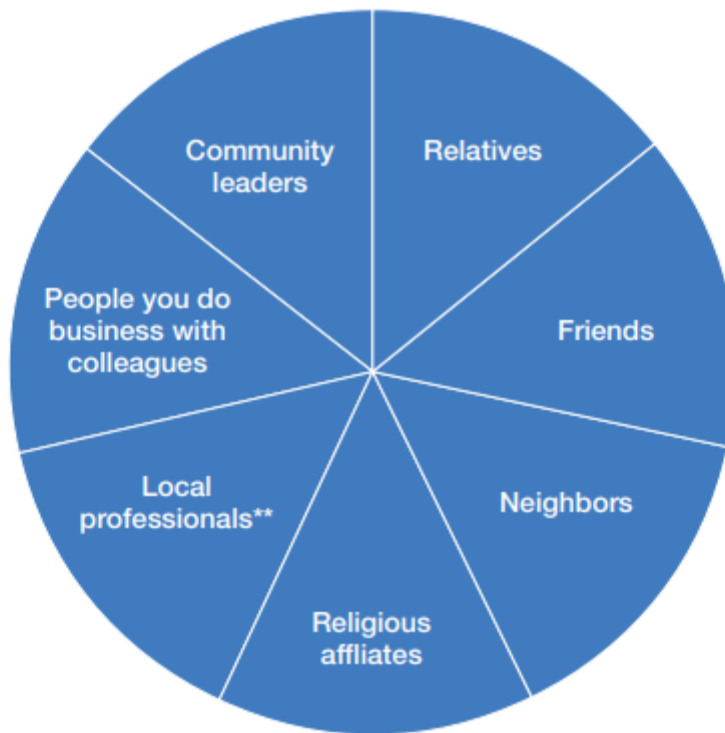 Community
leaders
Relatives
People you do
business with
colleagues
Friends
Local
professionals**
Neighbors
Religious
affliates